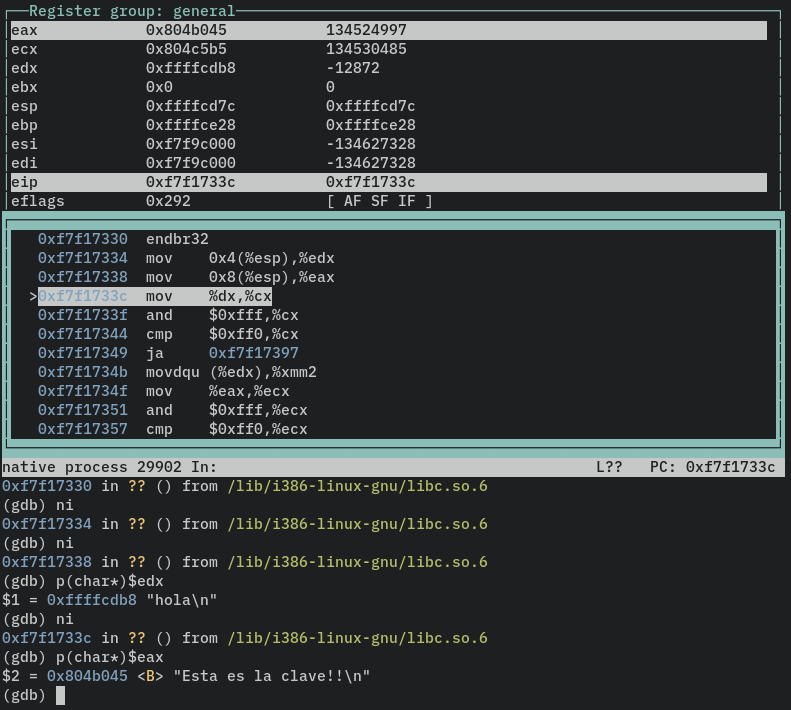 Register group: general
eax 0x804b045 134524997
ecx 0x804c5b5 134530485
edx 0xffffcdb8 -12872
ebx 0x0 0
esp 0xffffcd7c 0xffffcd7c
ebp 0xffffce28 0xffffce28
esi 0xf7f9c000 -134627328
edi 0xf7f9c000 -134627328
eip 0xf7f1733c 0xf7f1733c
eflags 0x292 [ AF SF IF ]
0xf7f17330 endbr32
0xf7f17334 mov 0x4(%esp),%edx
0xf7f17338 mov 0x8(%esp),%eax
>0xf7f1733c mov %dx,%cx
0xf7f1733f and $0xfff,%cx
0xf7f17344 cmp $0xff0,%cx
0xf7f17349 ja 0xf7f17397
0xf7f1734b movdqu (%edx),%xmm2
0xf7f1734f mov %eax,%ecx
0xf7f17351 and $0xfff,%ecx
0xf7f17357 cmp $0xff0,%ecx
native process 29902 In: L?? PC: 0xf7f1733c
0xf7f17330 in ?? () from /lib/i386-linux-gnu/libc.so.6
(gdb) ni
0xf7f17334 in ?? () from /lib/i386-linux-gnu/libc.so.6
(gdb) ni
0xf7f17338 in ?? () from /lib/i386-linux-gnu/libc.so.6
(gdb) p(char*)$edx
$1 = 0xffffcdb8 "hola\n"
(gdb) ni
0xf7f1733c in ?? () from /lib/i386-linux-gnu/libc.so.6
(gdb) p(char*)$eax
$2 = 0x804b045 <B> "Esta es la clave!!\n"
(gdb)